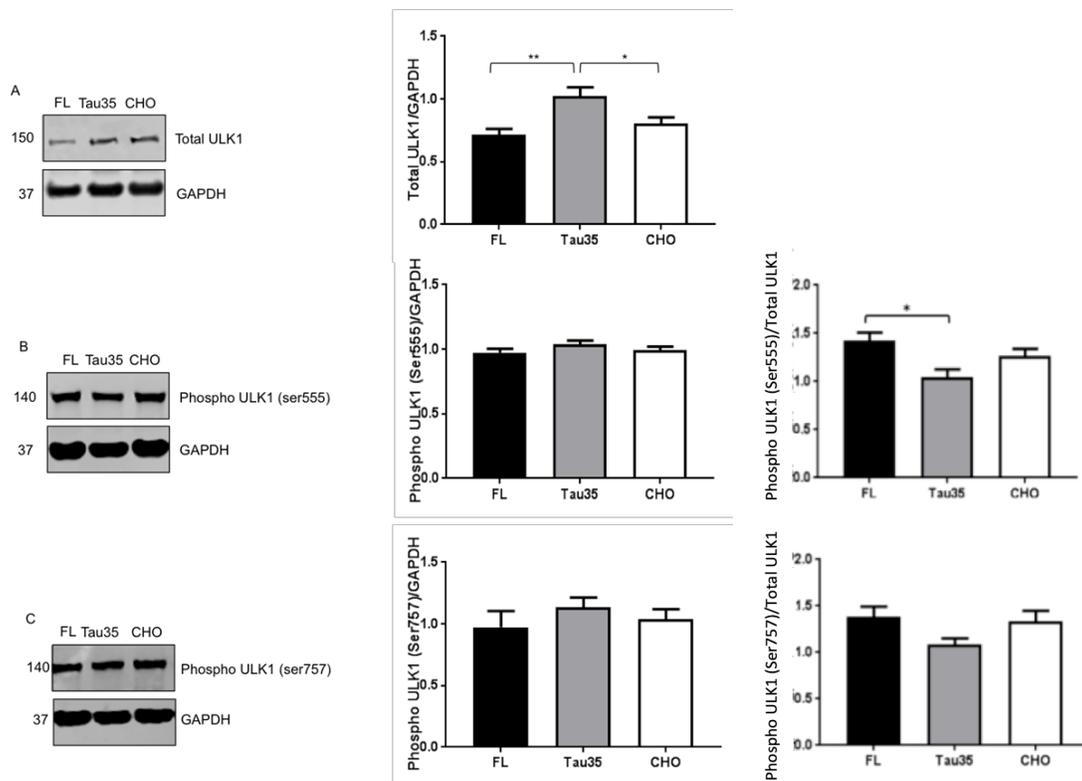 A
FL Tau35 CHO
150
Total ULK1
37
GAPDH
Total ULK1/GAPDH
1.5
1.0
0.5
0.0
** *
FL Tau35 CHO
B
FL Tau35 CHO
140
Phospho ULK1 (ser555)
37
GAPDH
Phospho ULK1 (Ser555)/GAPDH
1.5
1.0
0.5
0.0
FL Tau35 CHO
Phospho ULK1 (Ser555)/Total ULK1
2.0
1.5
1.0
0.5
0.0
*
FL Tau35 CHO
C
FL Tau35 CHO
140
Phospho ULK1 (ser757)
37
GAPDH
Phospho ULK1 (Ser757)/GAPDH
1.5
1.0
0.5
0.0
FL Tau35 CHO
Phospho ULK1 (Ser757)/Total ULK1
2.0
1.5
1.0
0.5
0.0
FL Tau35 CHO